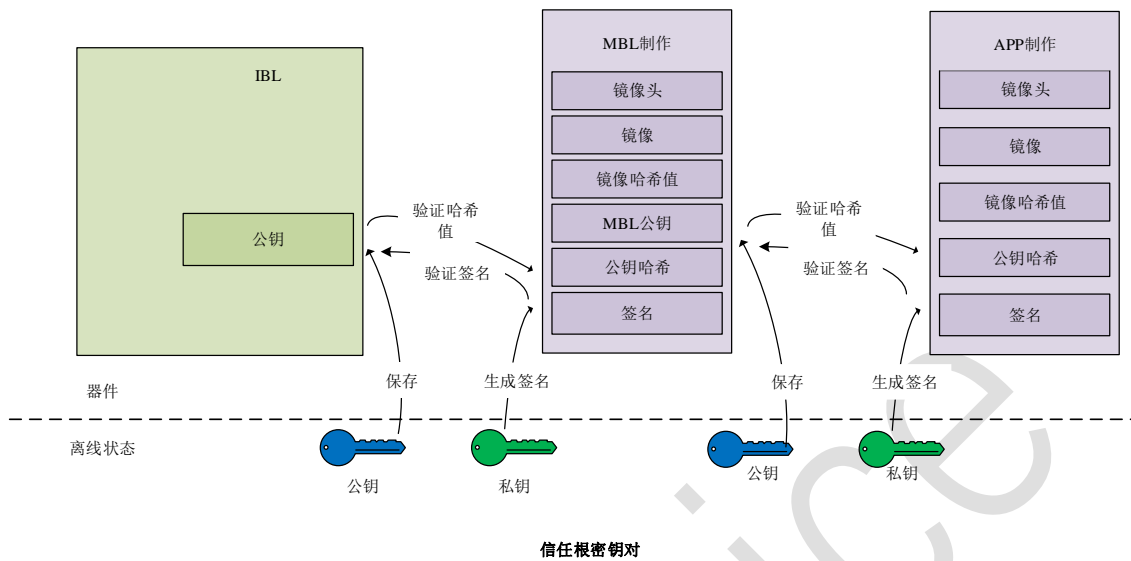 IBL
公钥
验证哈希
值
验证签名
MBL制作
镜像头
镜像
镜像哈希值
MBL公钥
公钥哈希
签名
验证哈希
值
验证签名
APP制作
镜像头
镜像
镜像哈希值
公钥哈希
签名
器件
保存
生成签名
保存
生成签名
离线状态
公钥
私钥
公钥
私钥
信任根密钥对